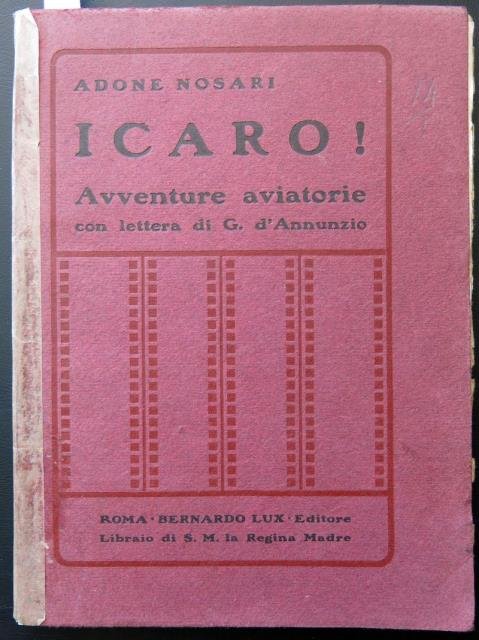 ADONE NOSARI
ICARO!
Avventure aviatorie
con lettera di G. d'Annunzio
ROMA · BERNARDO LUX · Editore
Libraio di S. M. la Regina Madre